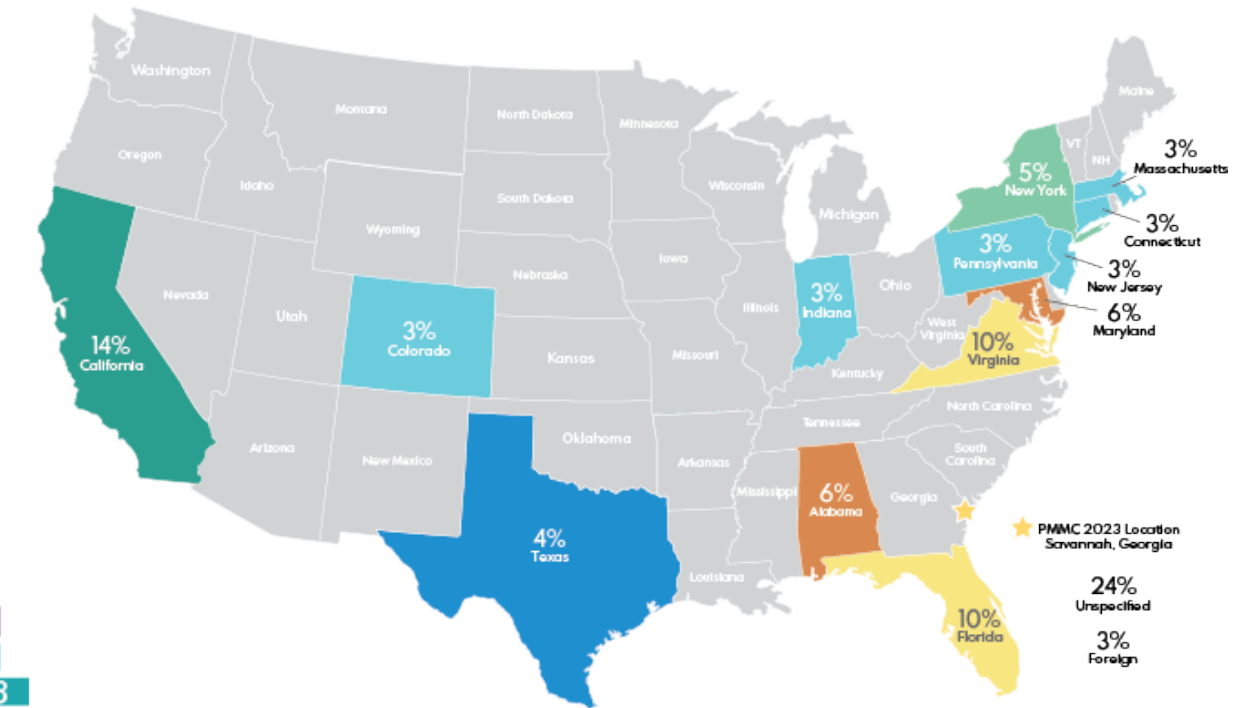 Maine
Washington
Montana
North Dakota
Minnesota
VT
NH
3%
Massachusetts
Oregon
Idaho
South Dakota
Wisconsin
Michigan
5%
New York
Wyoming
3%
Connecticut
3%
Pennsylvania
Iowa
Nebraska
3%
New Jersey
Nevada
Utah
Illinois
3%
Indiana
Ohio
6%
Maryland
West
Virginia
10%
Virginia
14%
California
3%
Colorado
Kansas
Missouri
Kentucky
North Carolina
Tennessee
Arizona
New Mexico
Oklahoma
Arkansas
South
Carolina
Mississippi
6%
Alabama
Georgia
PMMC 2023 Location
Savannah, Georgia
4%
Texas
Louisiana
24%
Unspecified
10%
Florida
3%
Foreign
3